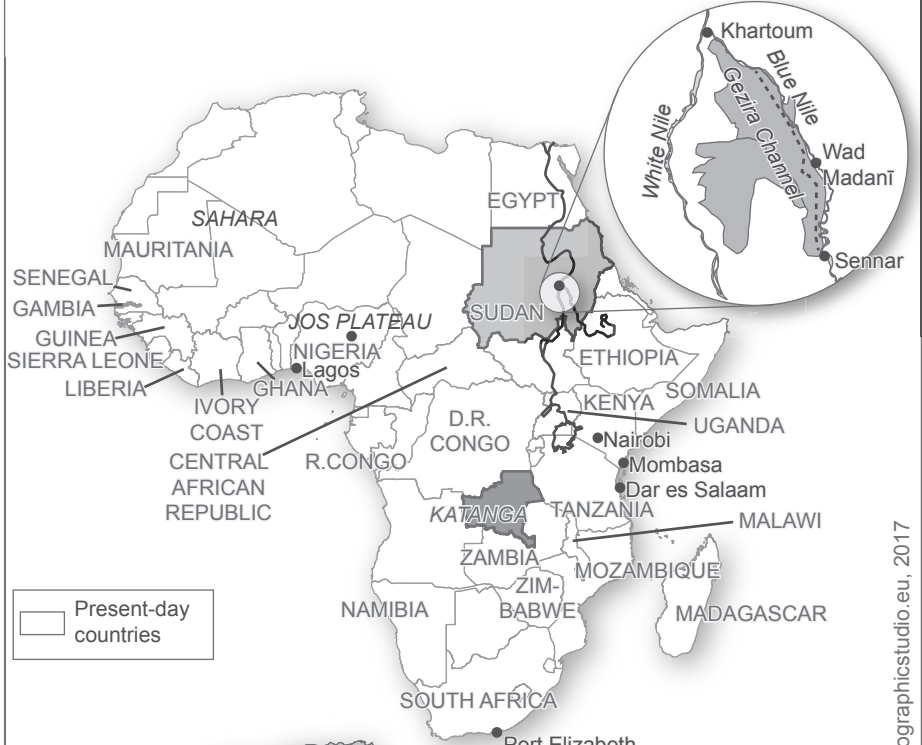 Khartoum
Blue Nile
Gezira Channel
White Nile
Wad
Madanī
Sennar
EGYPT
SAHARA
MAURITANIA
SENEGAL
GAMBIA
GUINEA
SIERRA LEONE
LIBERIA
JOS PLATEAU
NIGERIA
Lagos
GHANA
IVORY
COAST
SUDAN
ETHIOPIA
SOMALIA
KENYA
UGANDA
CENTRAL
AFRICAN
REPUBLIC
R.CONGO
D.R.
CONGO
Nairobi
Mombasa
Dar es Salaam
KATANGA
TANZANIA
MALAWI
ZAMBIA
MOZAMBIQUE
ZIM-
BABWE
NAMIBIA
MADAGASCAR
Present-day
countries
SOUTH AFRICA
Port Elizabeth
ographicstudio.eu, 2017